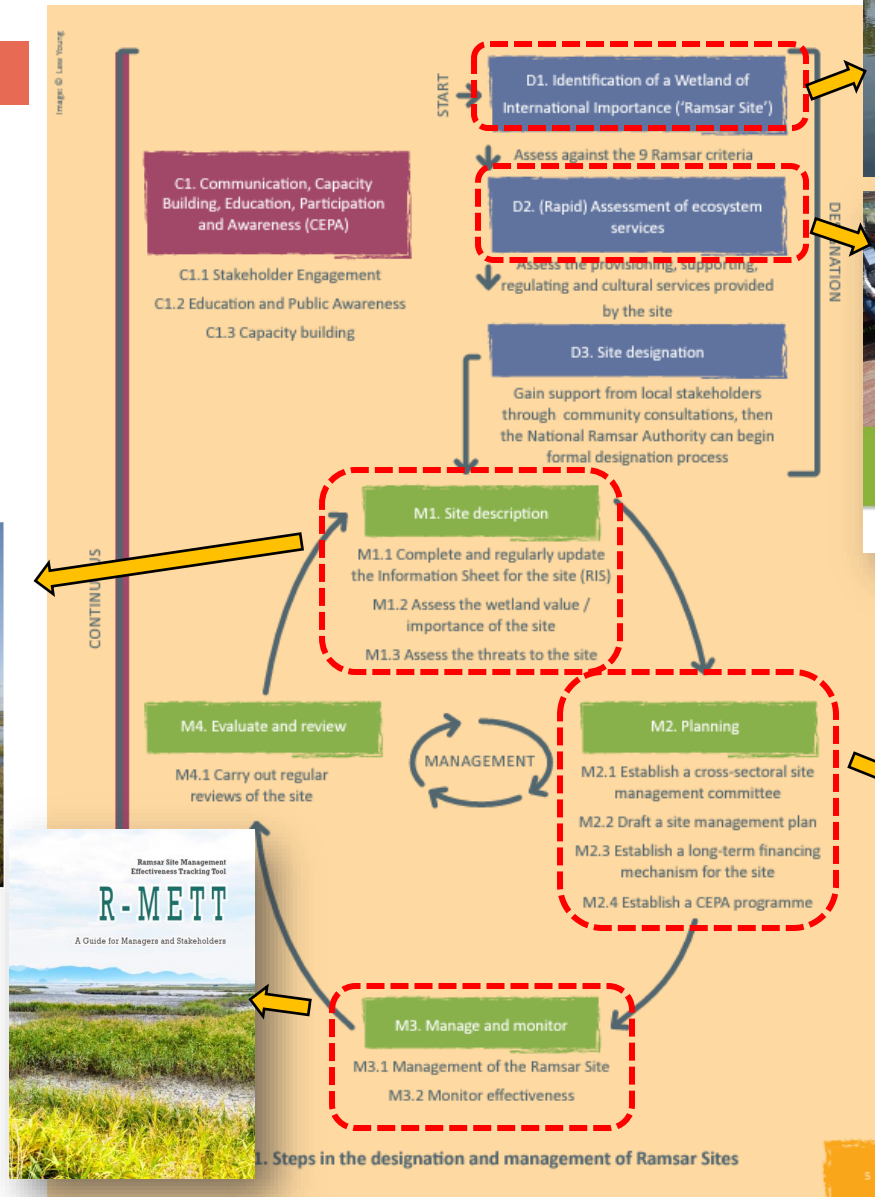 Image: © Lew Young
START
D1. Identification of a Wetland of
International Importance ('Ramsar Site')
Assess against the 9 Ramsar criteria
D2. (Rapid) Assessment of ecosystem
services
Assess the provisioning, supporting,
regulating and cultural services provided
by the site
D3. Site designation
Gain support from local stakeholders
through community consultations, then
the National Ramsar Authority can begin
formal designation process
C1. Communication, Capacity
Building, Education, Participation
and Awareness (CEPA)
C1.1 Stakeholder Engagement
C1.2 Education and Public Awareness
C1.3 Capacity building
M1. Site description
M1.1 Complete and regularly update
the Information Sheet for the site (RIS)
M1.2 Assess the wetland value /
importance of the site
M1.3 Assess the threats to the site
M4. Evaluate and review
M4.1 Carry out regular
reviews of the site
MANAGEMENT
M2. Planning
M2.1 Establish a cross-sectoral site
management committee
M2.2 Draft a site management plan
M2.3 Establish a long-term financing
mechanism for the site
M2.4 Establish a CEPA programme
Ramsar Site Management
Effectiveness Tracking Tool
R-METT
A Guide for Managers and Stakeholders
M3. Manage and monitor
M3.1 Management of the Ramsar Site
M3.2 Monitor effectiveness
1. Steps in the designation and management of Ramsar Sites
5